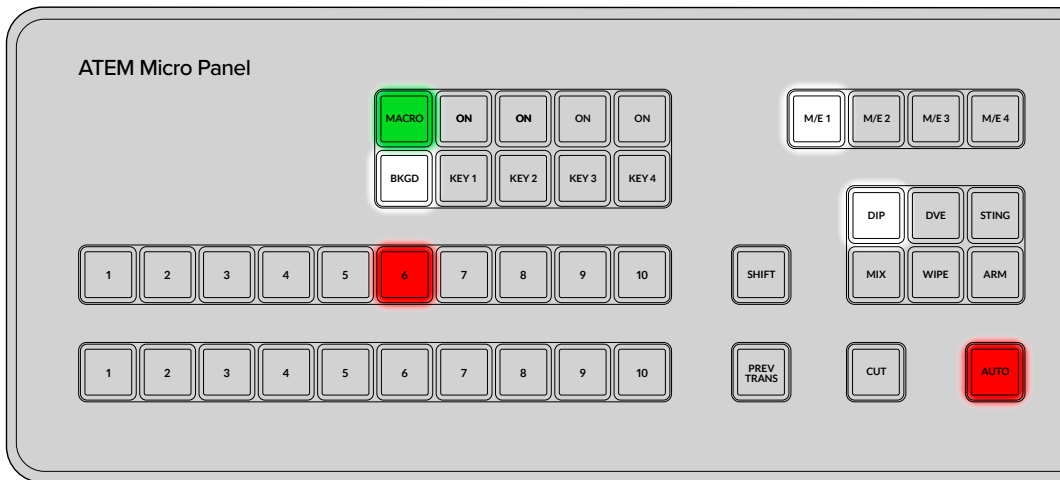 ATEM Micro Panel
MACRO ON ON ON ON
M/E 1 M/E 2 M/E 3 M/E 4
BKGD KEY 1 KEY 2 KEY 3 KEY 4
DIP DVE STING
1 2 3 4 5 6 7 8 9 10
SHIFT
MIX WIPE ARM
1 2 3 4 5 6 7 8 9 10
PREV
TRANS
CUT
AUTO